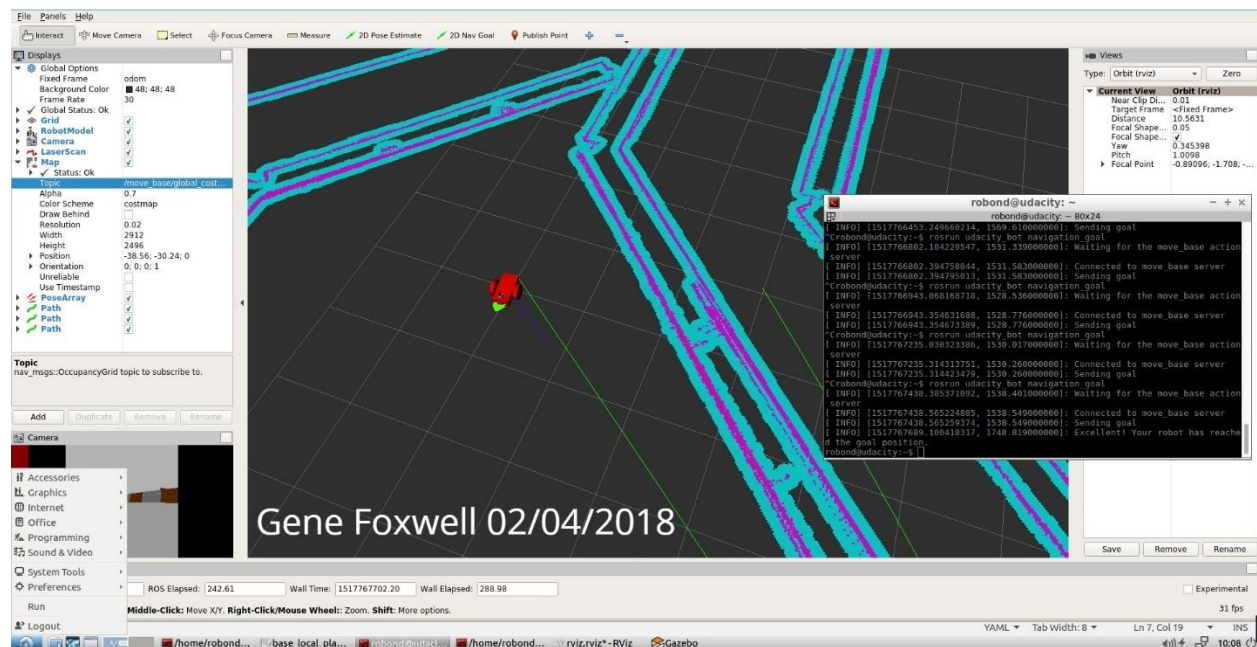 File Panels Help
Interact Move Camera Select Focus Camera Measure 2D Pose Estimate 2D Nav Goal Publish Point
Displays
Global Options
Fixed Frame odom
Background Color 48; 48; 48
Frame Rate 30
Global Status: Ok
Grid
RobotModel
Camera
LaserScan
Map
Status: Ok
Topic /move_base/global_cost...
Alpha 0.7
Color Scheme costmap
Draw Behind
Resolution 0.02
Width 2912
Height 2496
Position -38.56; -30.24; 0
Orientation 0; 0; 0; 1
Unreliable
Use Timestamp
PoseArray
Path
Path
Path
Topic
nav_msgs::OccupancyGrid topic to subscribe to.
Add Duplicate Remove Rename
Camera
Accessories
Graphics
Internet
Office
Programming
Sound & Video
System Tools
Preferences
Run
Logout
Gene Foxwell 02/04/2018
Views
Type: Orbit (rviz) Zero
Current View Orbit (rviz)
Near Clip Di... 0.01
Target Frame <Fixed Frame>
Distance 10.5631
Focal Shape... 0.05
Focal Shape...
Yaw 0.345398
Pitch 1.0098
Focal Point -0.89096; -1.708; -...
robond@udacity: ~
robond@udacity: ~ 80x24
[ INFO] [1517766453.249660214, 1569.610000000]: Sending goal
^Crobond@udacity:~$ rosrun udacity_bot navigation_goal
[ INFO] [1517766802.104220547, 1531.339000000]: Waiting for the move_base action
server
[ INFO] [1517766802.394758044, 1531.583000000]: Connected to move_base server
[ INFO] [1517766802.394795013, 1531.583000000]: Sending goal
^Crobond@udacity:~$ rosrun udacity_bot navigation_goal
[ INFO] [1517766943.068168718, 1528.536000000]: Waiting for the move_base action
server
[ INFO] [1517766943.354631688, 1528.776000000]: Connected to move_base server
[ INFO] [1517766943.354673389, 1528.776000000]: Sending goal
^Crobond@udacity:~$ rosrun udacity_bot navigation_goal
[ INFO] [1517767235.030323386, 1530.017000000]: Waiting for the move_base action
server
[ INFO] [1517767235.314313751, 1530.260000000]: Connected to move_base server
[ INFO] [1517767235.314423479, 1530.260000000]: Sending goal
^Crobond@udacity:~$ rosrun udacity_bot navigation_goal
[ INFO] [1517767438.385371092, 1538.401000000]: Waiting for the move_base action
server
[ INFO] [1517767438.565224805, 1538.549000000]: Connected to move_base server
[ INFO] [1517767438.565259374, 1538.549000000]: Sending goal
[ INFO] [1517767689.100418317, 1748.819000000]: Excellent! Your robot has reache
d the goal position.
robond@udacity:~$
Save Remove Rename
ROS Elapsed: 242.61 Wall Time: 1517767702.20 Wall Elapsed: 288.98 Experimental
Middle-Click: Move X/Y. Right-Click/Mouse Wheel:: Zoom. Shift: More options. 31 fps
YAML Tab Width: 8 Ln 7, Col 19 INS
/home/robond... base_local_pla... robond@udaci... /home/robond... rviz.rviz* - RViz Gazebo 10:08